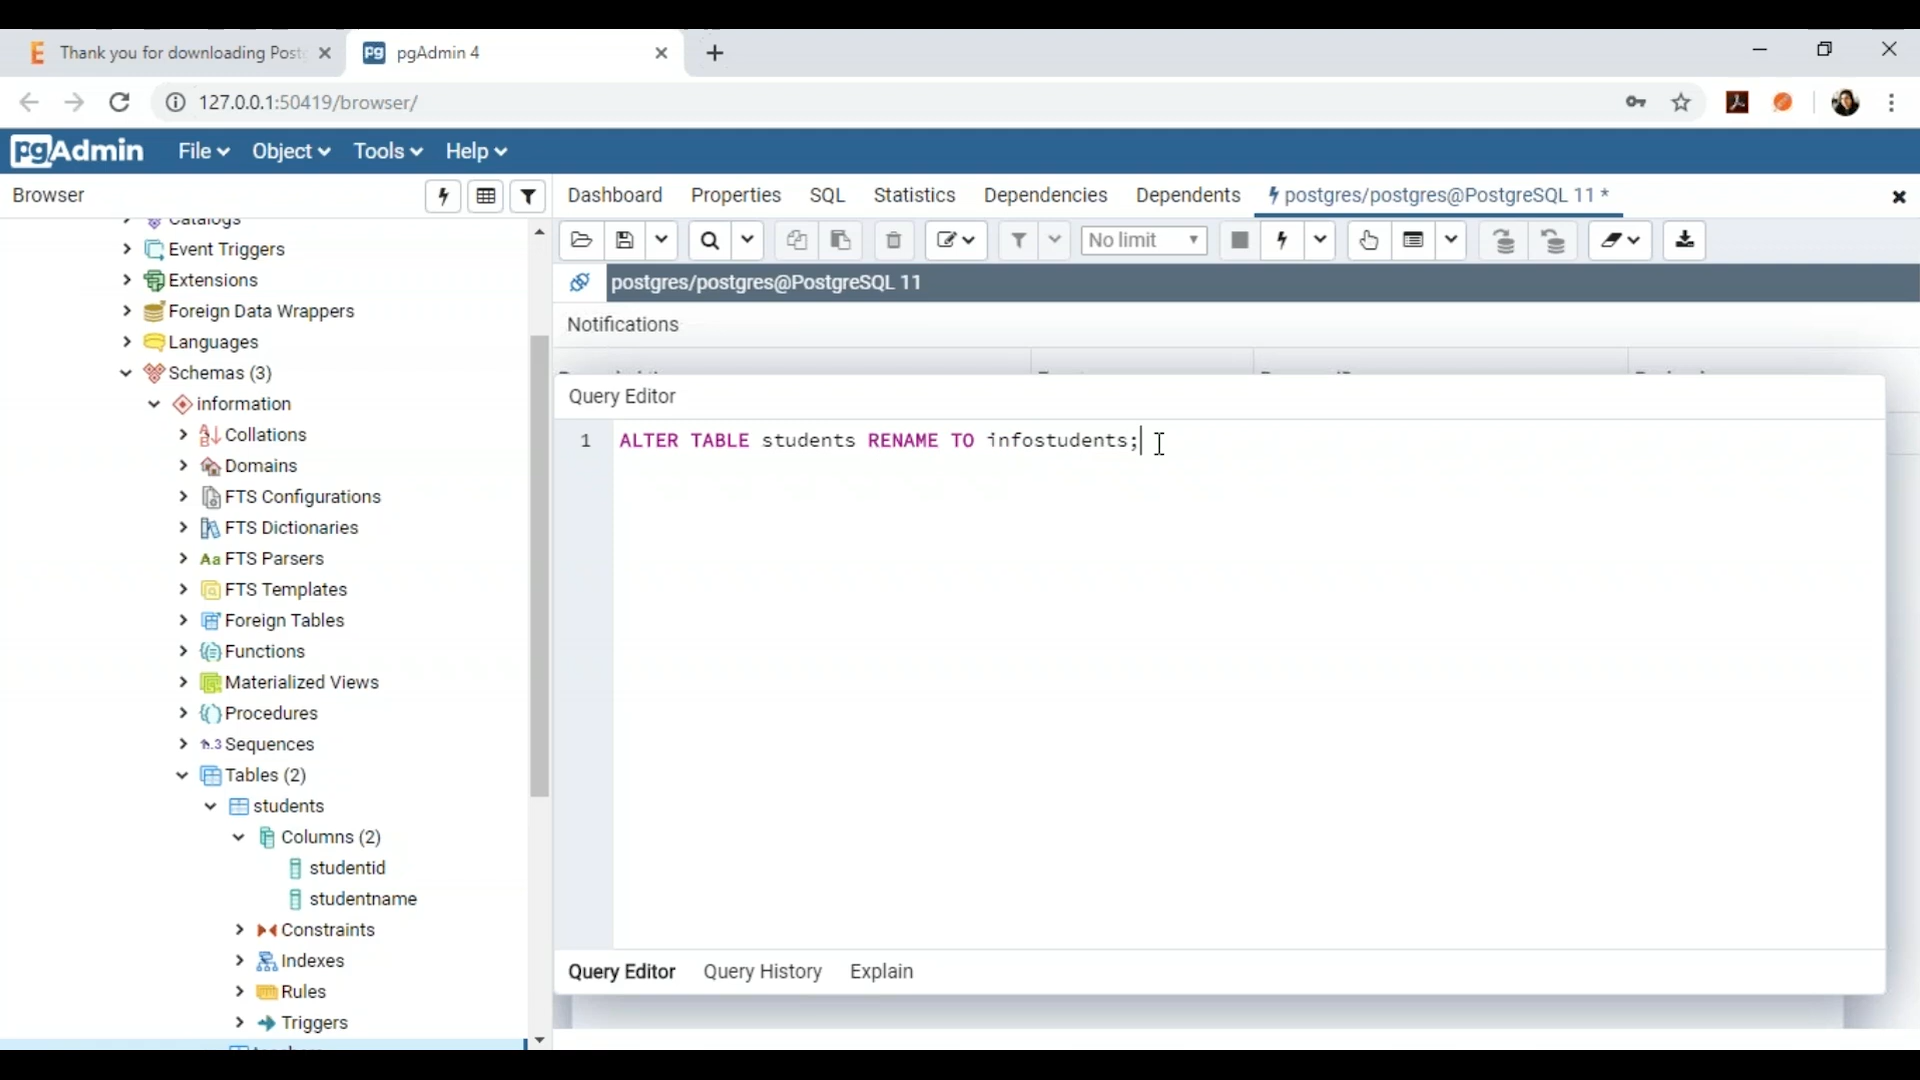 Thank you for downloading Post
pgAdmin 4
127.0.0.1:50419/browser/
pgAdmin
File
Object
Tools
Help
Browser
Dashboard
Properties
SQL
Statistics
Dependencies
Dependents
postgres/postgres@PostgreSQL 11 *
No limit
postgres/postgres@PostgreSQL 11
Notifications
Query Editor
1 ALTER TABLE students RENAME TO infostudents;
Query Editor
Query History
Explain
Catalogs
Event Triggers
Extensions
Foreign Data Wrappers
Languages
Schemas (3)
information
Collations
Domains
FTS Configurations
FTS Dictionaries
Aa FTS Parsers
FTS Templates
Foreign Tables
Functions
Materialized Views
Procedures
Sequences
Tables (2)
students
Columns (2)
studentid
studentname
Constraints
Indexes
Rules
Triggers